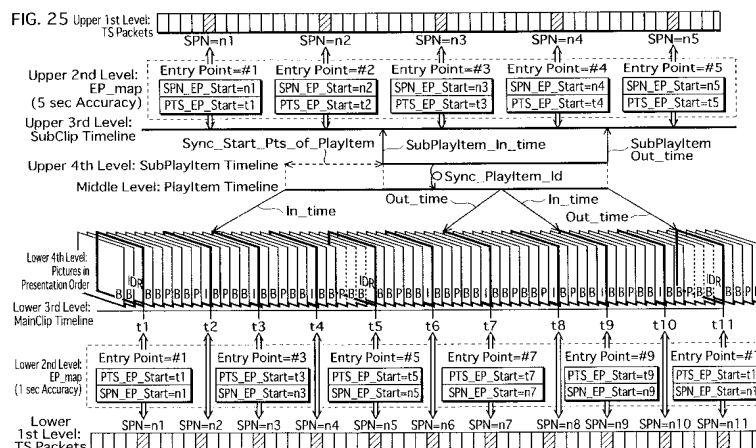 FIG. 25
Upper 1st Level:
TS Packets
SPN=n1 SPN=n2 SPN=n3 SPN=n4 SPN=n5
Upper 2nd Level:
EP_map
(5 sec Accuracy)
Entry Point=#1 Entry Point=#2 Entry Point=#3 Entry Point=#4 Entry Point=#5
SPN_EP_Start=n1 SPN_EP_Start=n2 SPN_EP_Start=n3 SPN_EP_Start=n4 SPN_EP_Start=n5
PTS_EP_Start=t1 PTS_EP_Start=t2 PTS_EP_Start=t3 PTS_EP_Start=t4 PTS_EP_Start=t5
Upper 3rd Level:
SubClip Timeline
Sync_Start_Pts_of_PlayItem
SubPlayItem_In_time
SubPlayItem
Out_time
Upper 4th Level: SubPlayItem Timeline
Sync_PlayItem_Id
Middle Level: PlayItem Timeline
In_time
Out_time
In_time
Out_time
Lower 4th Level:
Pictures in
Presentation Order
IDR
Lower 3rd Level:
MainClip Timeline
t1 t2 t3 t4 t5 t6 t7 t8 t9 t10 t11
Lower 2nd Level:
EP_map
(1 sec Accuracy)
Entry Point=#1 Entry Point=#3 Entry Point=#5 Entry Point=#7 Entry Point=#9
PTS_EP_Start=t1 PTS_EP_Start=t3 PTS_EP_Start=t5 PTS_EP_Start=t7 PTS_EP_Start=t9
SPN_EP_Start=n1 SPN_EP_Start=n3 SPN_EP_Start=n5 SPN_EP_Start=n7 SPN_EP_Start=n9
Lower
1st Level:
TS Packets
SPN=n1 SPN=n2 SPN=n3 SPN=n4 SPN=n5 SPN=n6 SPN=n7 SPN=n8 SPN=n9 SPN=n10 SPN=n11